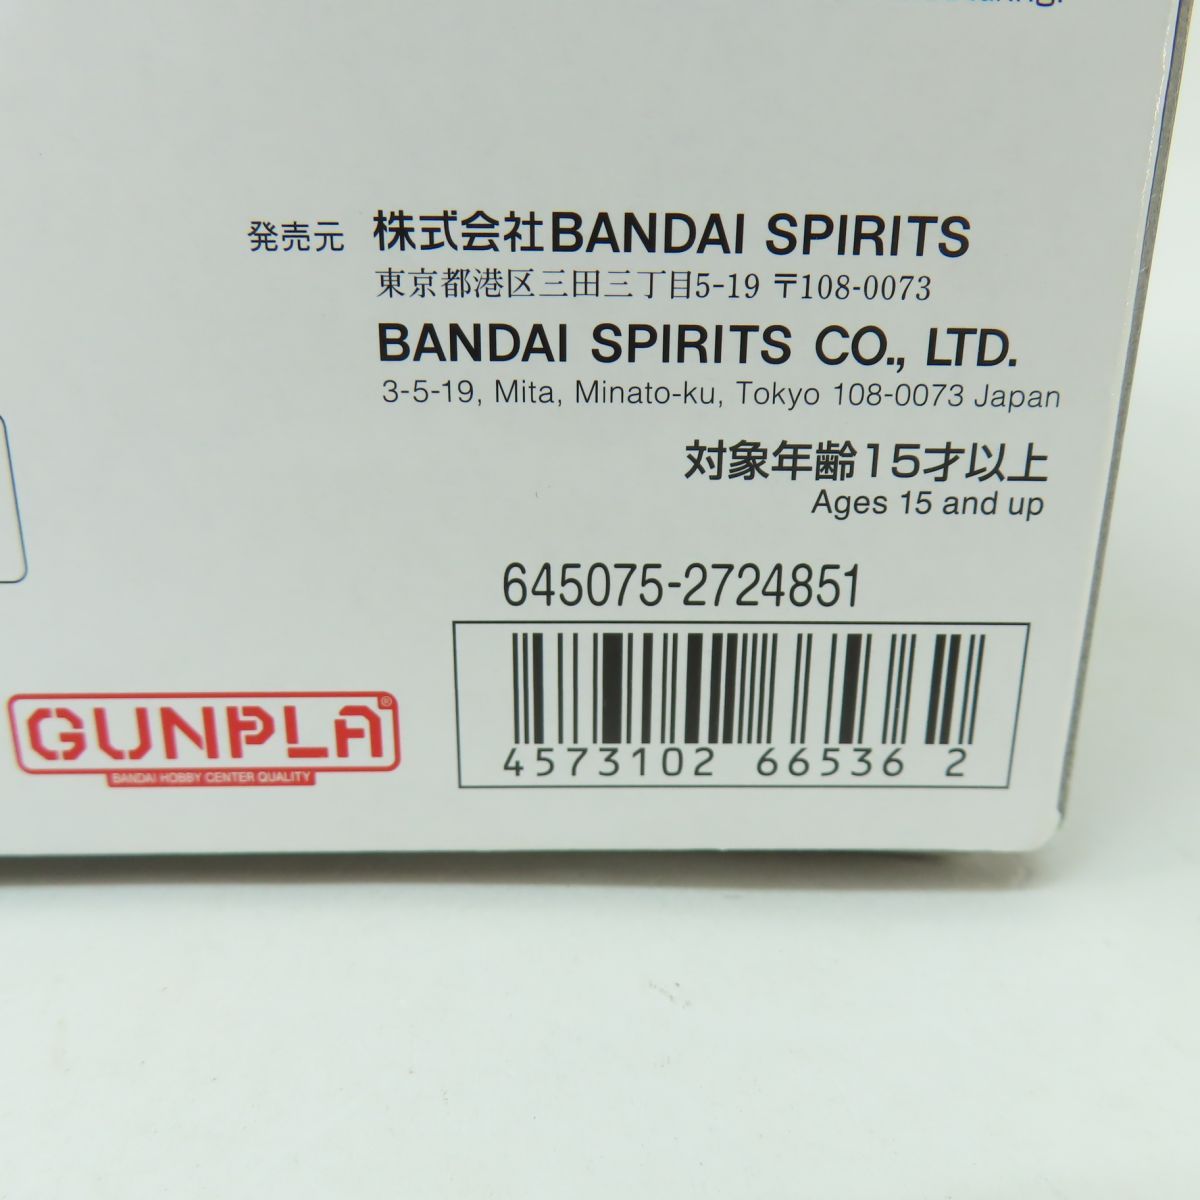 発売元 株式会社BANDAI SPIRITS
東京都港区三田三丁目5-19 〒108-0073
BANDAI SPIRITS CO., LTD.
3-5-19, Mita, Minato-ku, Tokyo 108-0073 Japan
対象年齢15才以上
Ages 15 and up
645075-2724851
4573102 66536 2
GUNPLA®
BANDAI HOBBY CENTER QUALITY